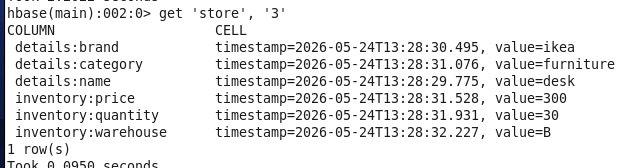 hbase(main):002:0> get 'store', '3'
COLUMN CELL
details:brand timestamp=2026-05-24T13:28:30.495, value=ikea
details:category timestamp=2026-05-24T13:28:31.076, value=furniture
details:name timestamp=2026-05-24T13:28:29.775, value=desk
inventory:price timestamp=2026-05-24T13:28:31.528, value=300
inventory:quantity timestamp=2026-05-24T13:28:31.931, value=30
inventory:warehouse timestamp=2026-05-24T13:28:32.227, value=B
1 row(s)
Took 0.0950 seconds